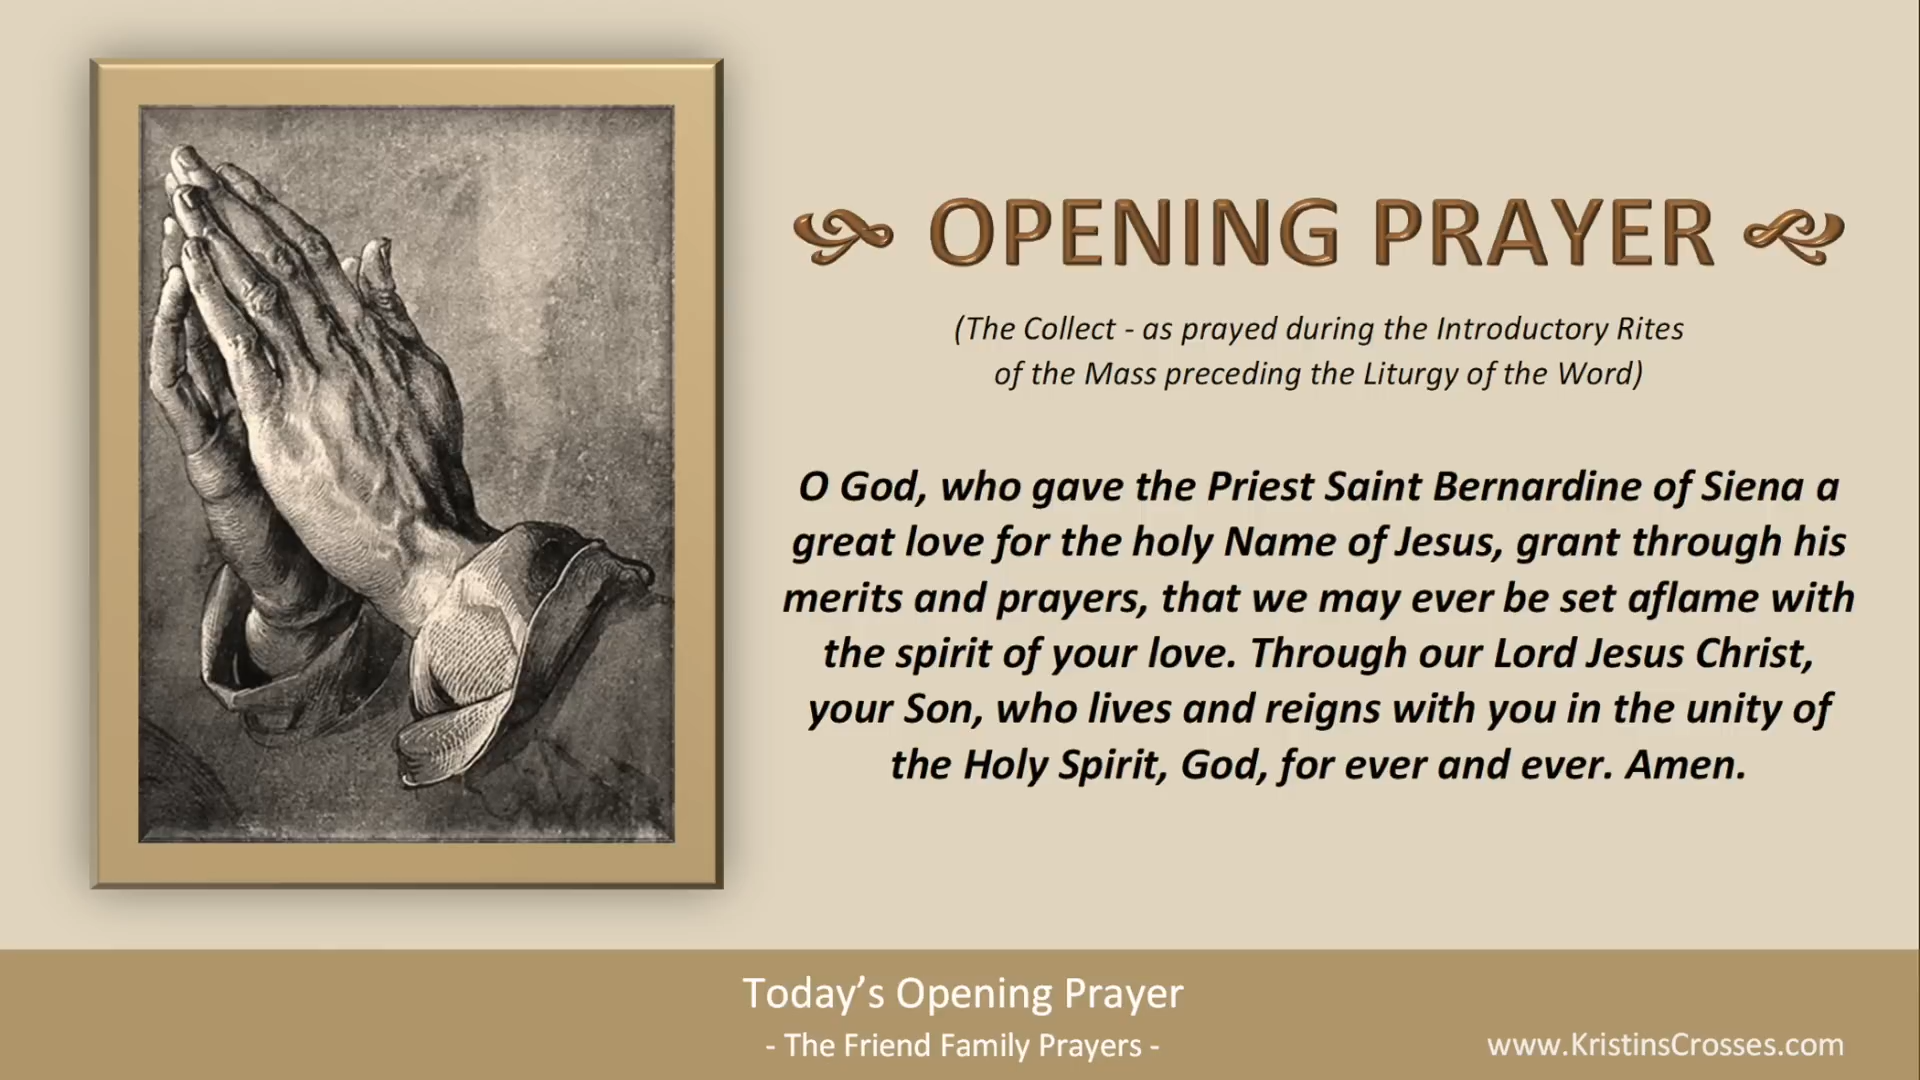 OPENING PRAYER
(The Collect - as prayed during the Introductory Rites
of the Mass preceding the Liturgy of the Word)
O God, who gave the Priest Saint Bernardine of Siena a
great love for the holy Name of Jesus, grant through his
merits and prayers, that we may ever be set aflame with
the spirit of your love. Through our Lord Jesus Christ,
your Son, who lives and reigns with you in the unity of
the Holy Spirit, God, for ever and ever. Amen.
Today’s Opening Prayer
- The Friend Family Prayers -
www.KristinsCrosses.com